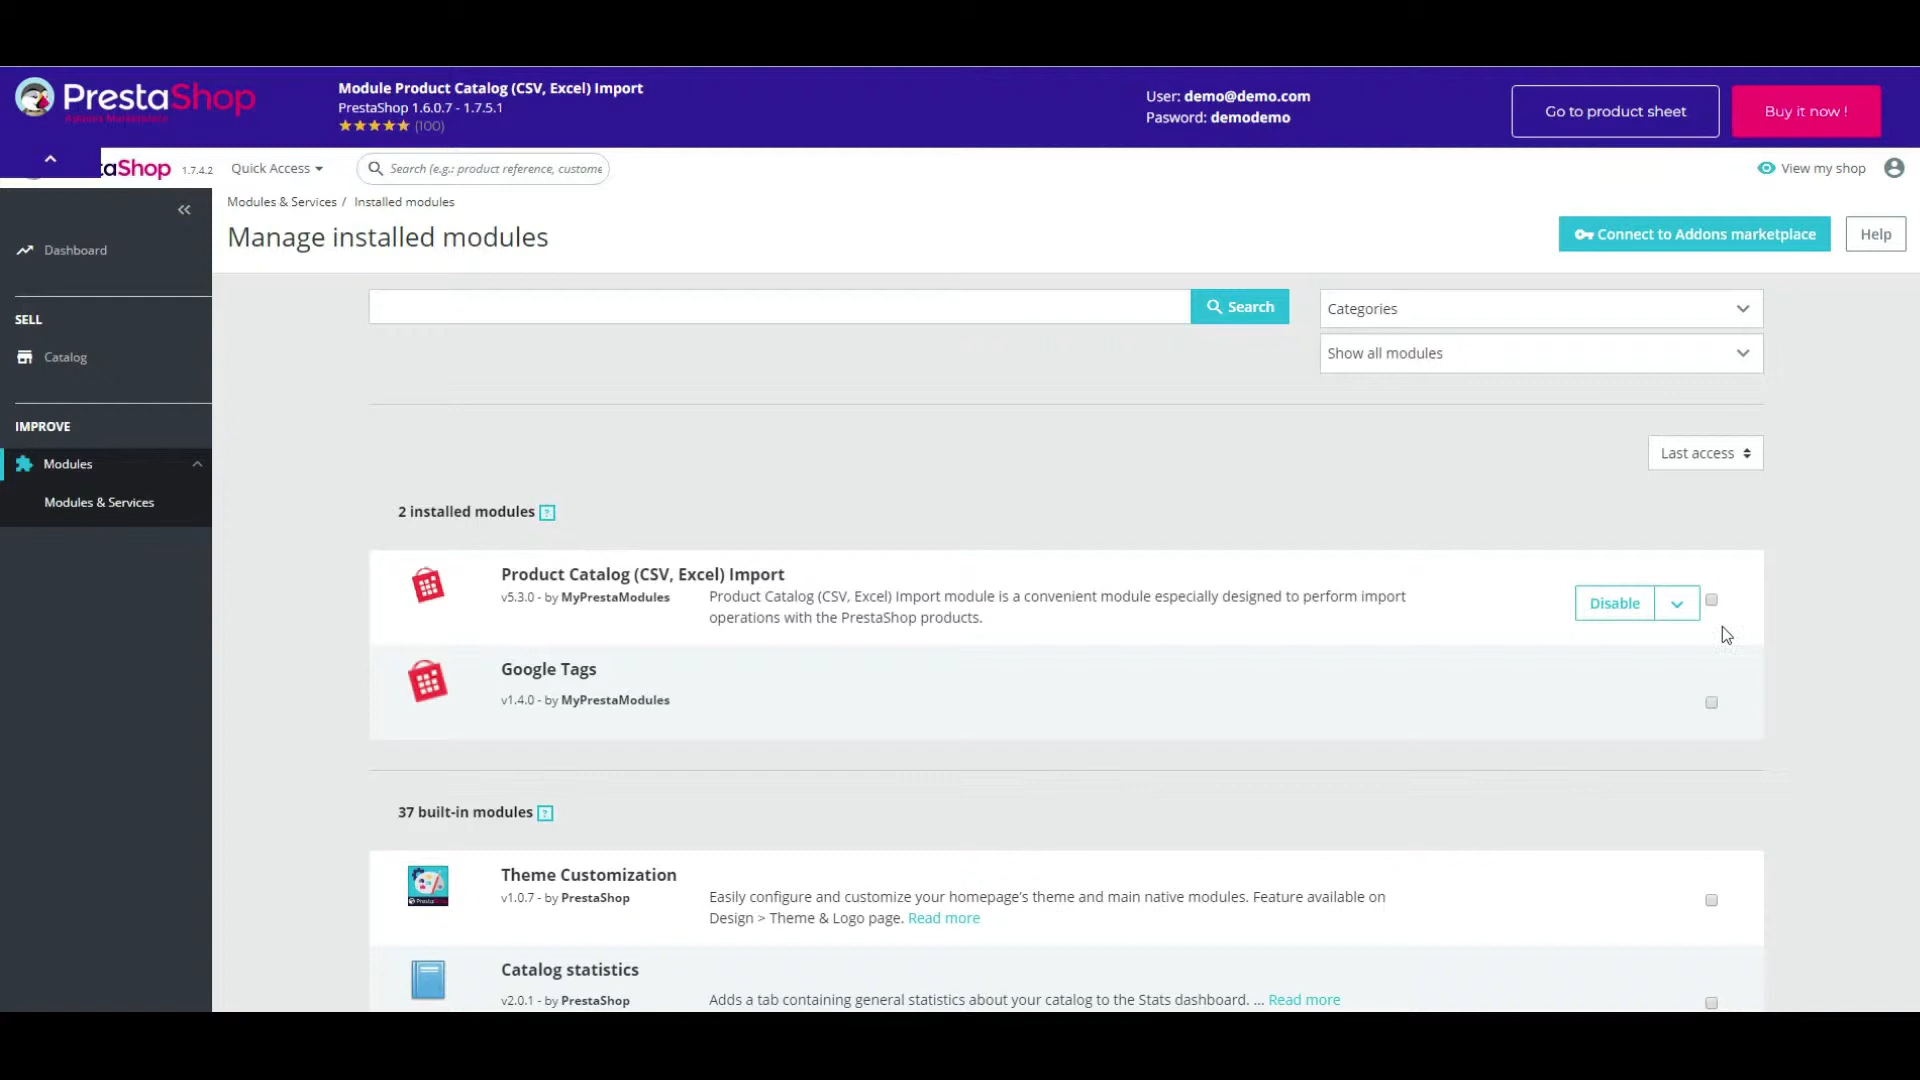 PrestaShop
Addons Marketplace
Module Product Catalog (CSV, Excel) Import
PrestaShop 1.6.0.7 - 1.7.5.1
★★★★★ (100)
User: demo@demo.com
Pasword: demodemo
Go to product sheet
Buy it now !
taShop
1.7.4.2
Quick Access
Search (e.g.: product reference, custome
View my shop
Modules & Services / Installed modules
Manage installed modules
Connect to Addons marketplace
Help
Dashboard
SELL
Catalog
IMPROVE
Modules
Modules & Services
Search
Categories
Show all modules
Last access
2 installed modules ?
Product Catalog (CSV, Excel) Import
v5.3.0 - by MyPrestaModules
Product Catalog (CSV, Excel) Import module is a convenient module especially designed to perform import
operations with the PrestaShop products.
Disable
Google Tags
v1.4.0 - by MyPrestaModules
37 built-in modules ?
Theme Customization
v1.0.7 - by PrestaShop
Easily configure and customize your homepage's theme and main native modules. Feature available on
Design > Theme & Logo page. Read more
Catalog statistics
v2.0.1 - by PrestaShop
Adds a tab containing general statistics about your catalog to the Stats dashboard. ... Read more